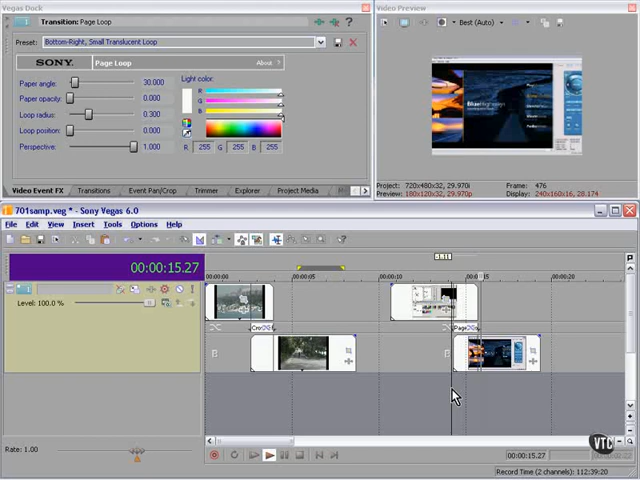 Vegas Dock
Transition: Page Loop
Preset: Bottom-Right, Small Translucent Loop
SONY. Page Loop About ?
Paper angle: 30.000
Light color:
Paper opacity: 0.000
R
G
B
Loop radius: 0.300
Loop position: 0.000
Perspective: 1.000
R 255 G 255 B 255
Video Event FX Transitions Event Pan/Crop Trimmer Explorer Project Media
Video Preview
Best (Auto)
Project: 720x480x32, 29.970i Frame: 476
Preview: 180x120x32, 29.970i Display: 240x160x16, 28.174
701samp.veg * - Sony Vegas 6.0
File Edit View Insert Tools Options Help
-1.11
00:00:15.27
00:00:00 00:00:05 00:00:10 00:00:15 00:00:20
Level: 100.0 %
Rate: 1.00
00:00:15.27
Record Time (2 channels): 112:39:20
VTC